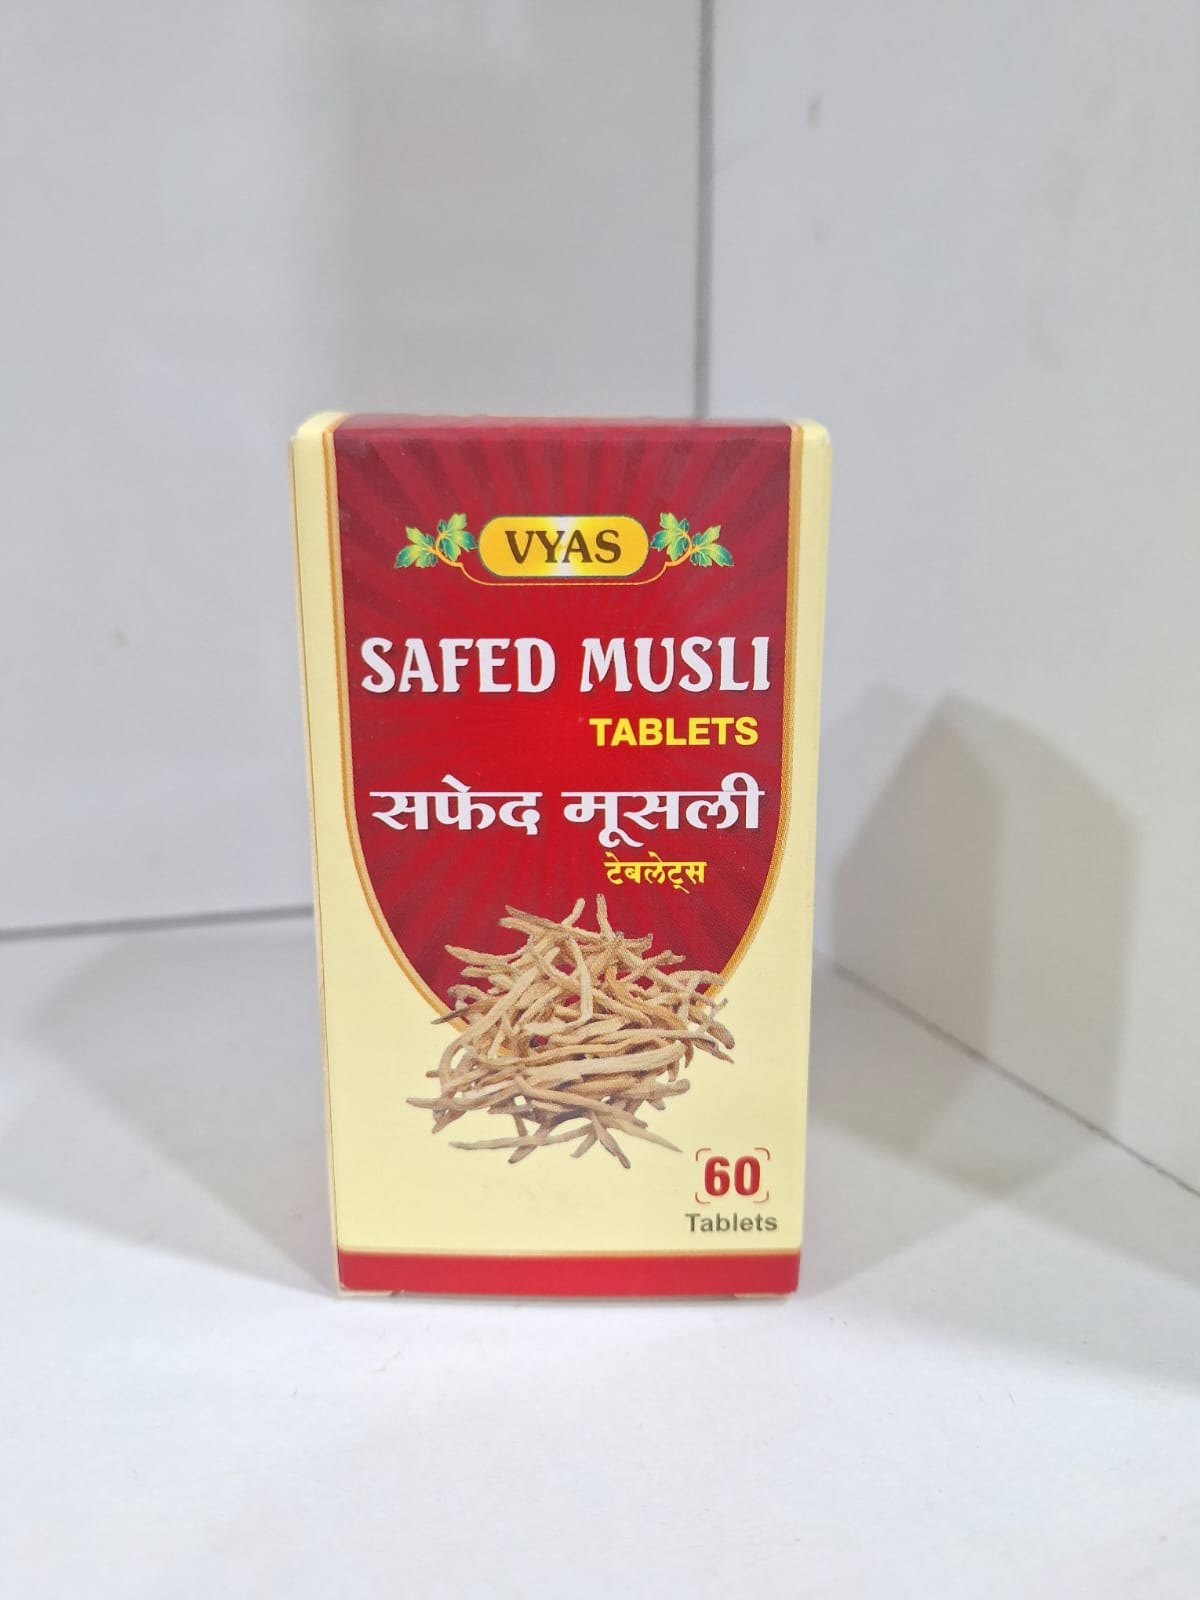 VYAS
SAFED MUSLI
TABLETS
सफेद मूसली
टेबलेट्स
60
Tablets